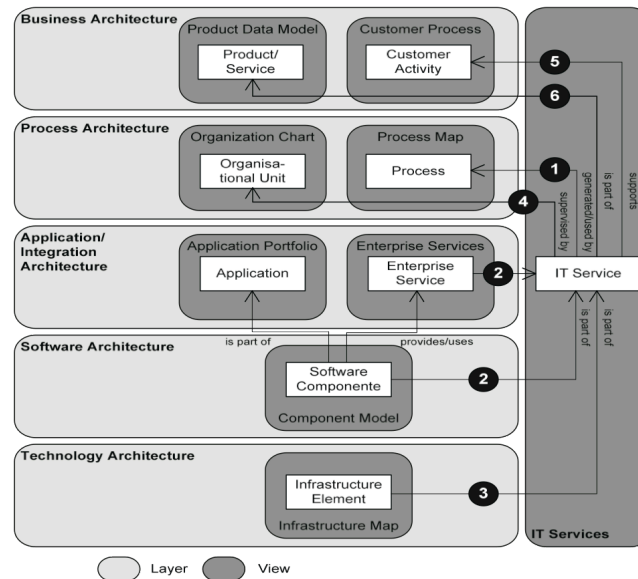 Business Architecture
Product Data Model
Product/
Service
Customer Process
Customer
Activity
5
6
Process Architecture
Organization Chart
Organisa-
tional Unit
Process Map
Process
1
4
supervised by
generated/used by
is part of
supports
Application/
Integration
Architecture
Application Portfolio
Application
Enterprise Services
Enterprise
Service
2
IT Service
is part of
provides/uses
is part of
is part of
Software Architecture
Software
Componente
Component Model
2
Technology Architecture
Infrastructure
Element
Infrastructure Map
3
IT Services
Layer
View